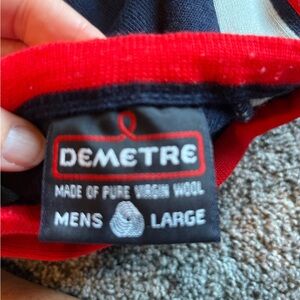 DEMETRE
MADE OF PURE VIRGIN WOOL
MENS LARGE